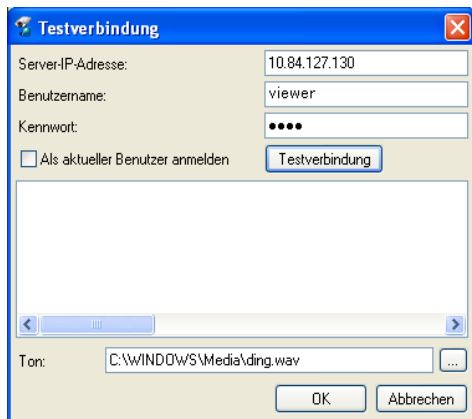 Testverbindung
Server-IP-Adresse: 10.84.127.130
Benutzername: viewer
Kennwort: ●●●●
Als aktueller Benutzer anmelden Testverbindung
Ton: C:\WINDOWS\Media\ding.wav ...
OK Abbrechen